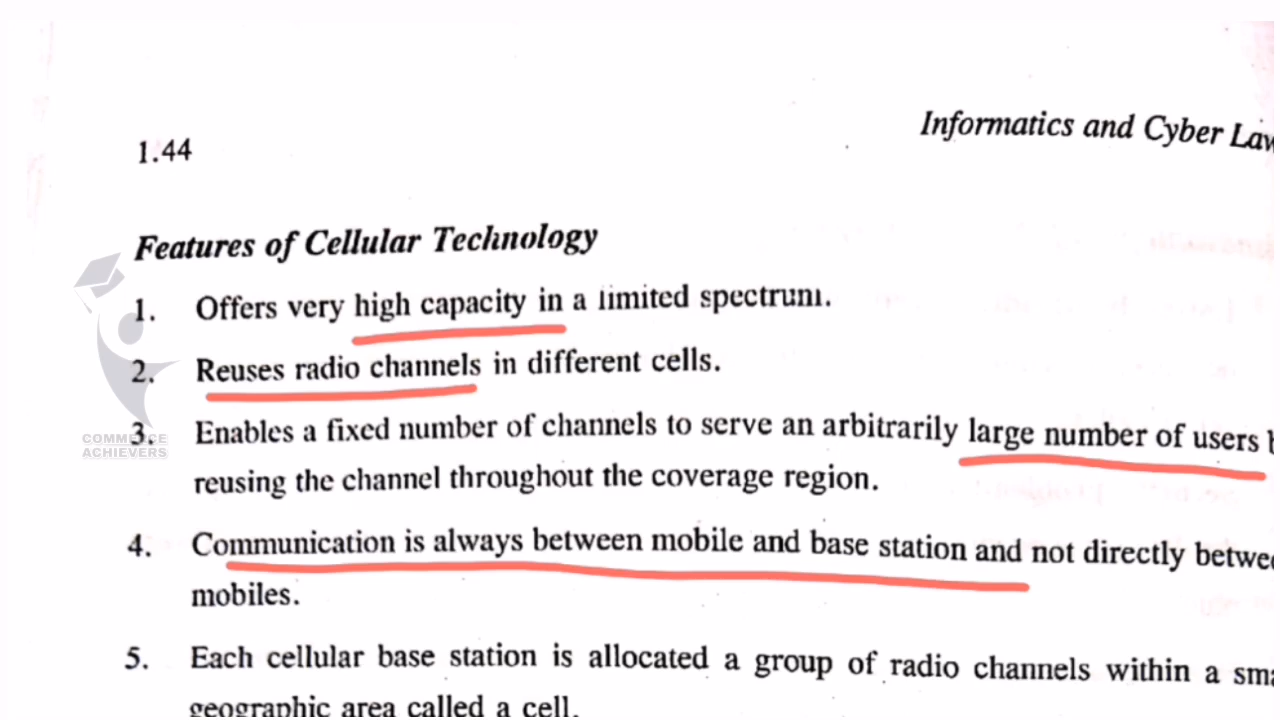 1.44
Informatics and Cyber
Features of Cellular Technology
1. Offers very high capacity in a limited spectrum.
2. Reuses radio channels in different cells.
3. Enables a fixed number of channels to serve an arbitrarily large number of users
reusing the channel throughout the coverage region.
4. Communication is always between mobile and base station and not directly
mobiles.
5. Each cellular base station is allocated a group of radio channels within a
geographic area called a cell.
COMMERCE
ACHIEVERS